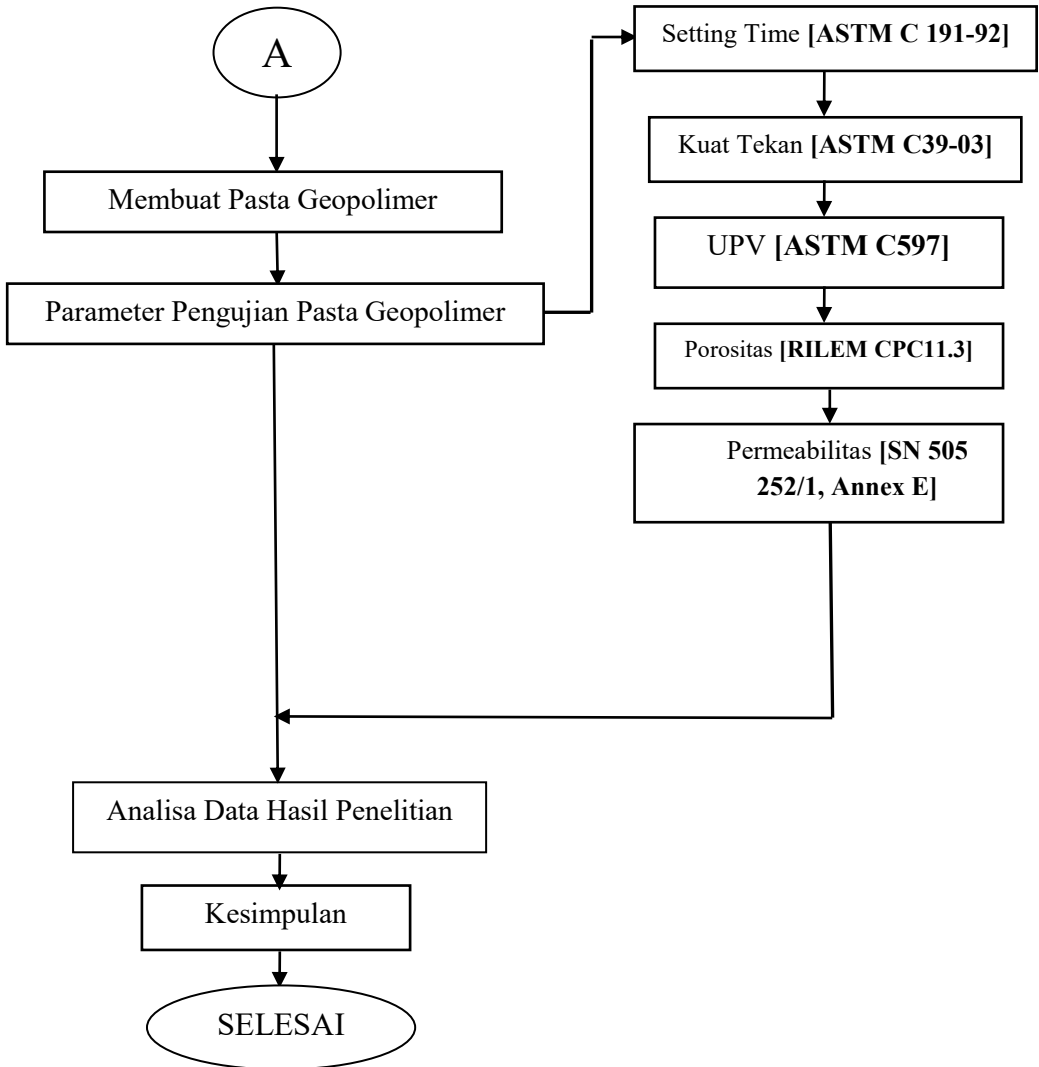 A
Membuat Pasta Geopolimer
Parameter Pengujian Pasta Geopolimer
Setting Time [ASTM C 191-92]
Kuat Tekan [ASTM C39-03]
UPV [ASTM C597]
Porositas [RILEM CPC11.3]
Permeabilitas [SN 505
252/1, Annex E]
Analisa Data Hasil Penelitian
Kesimpulan
SELESAI